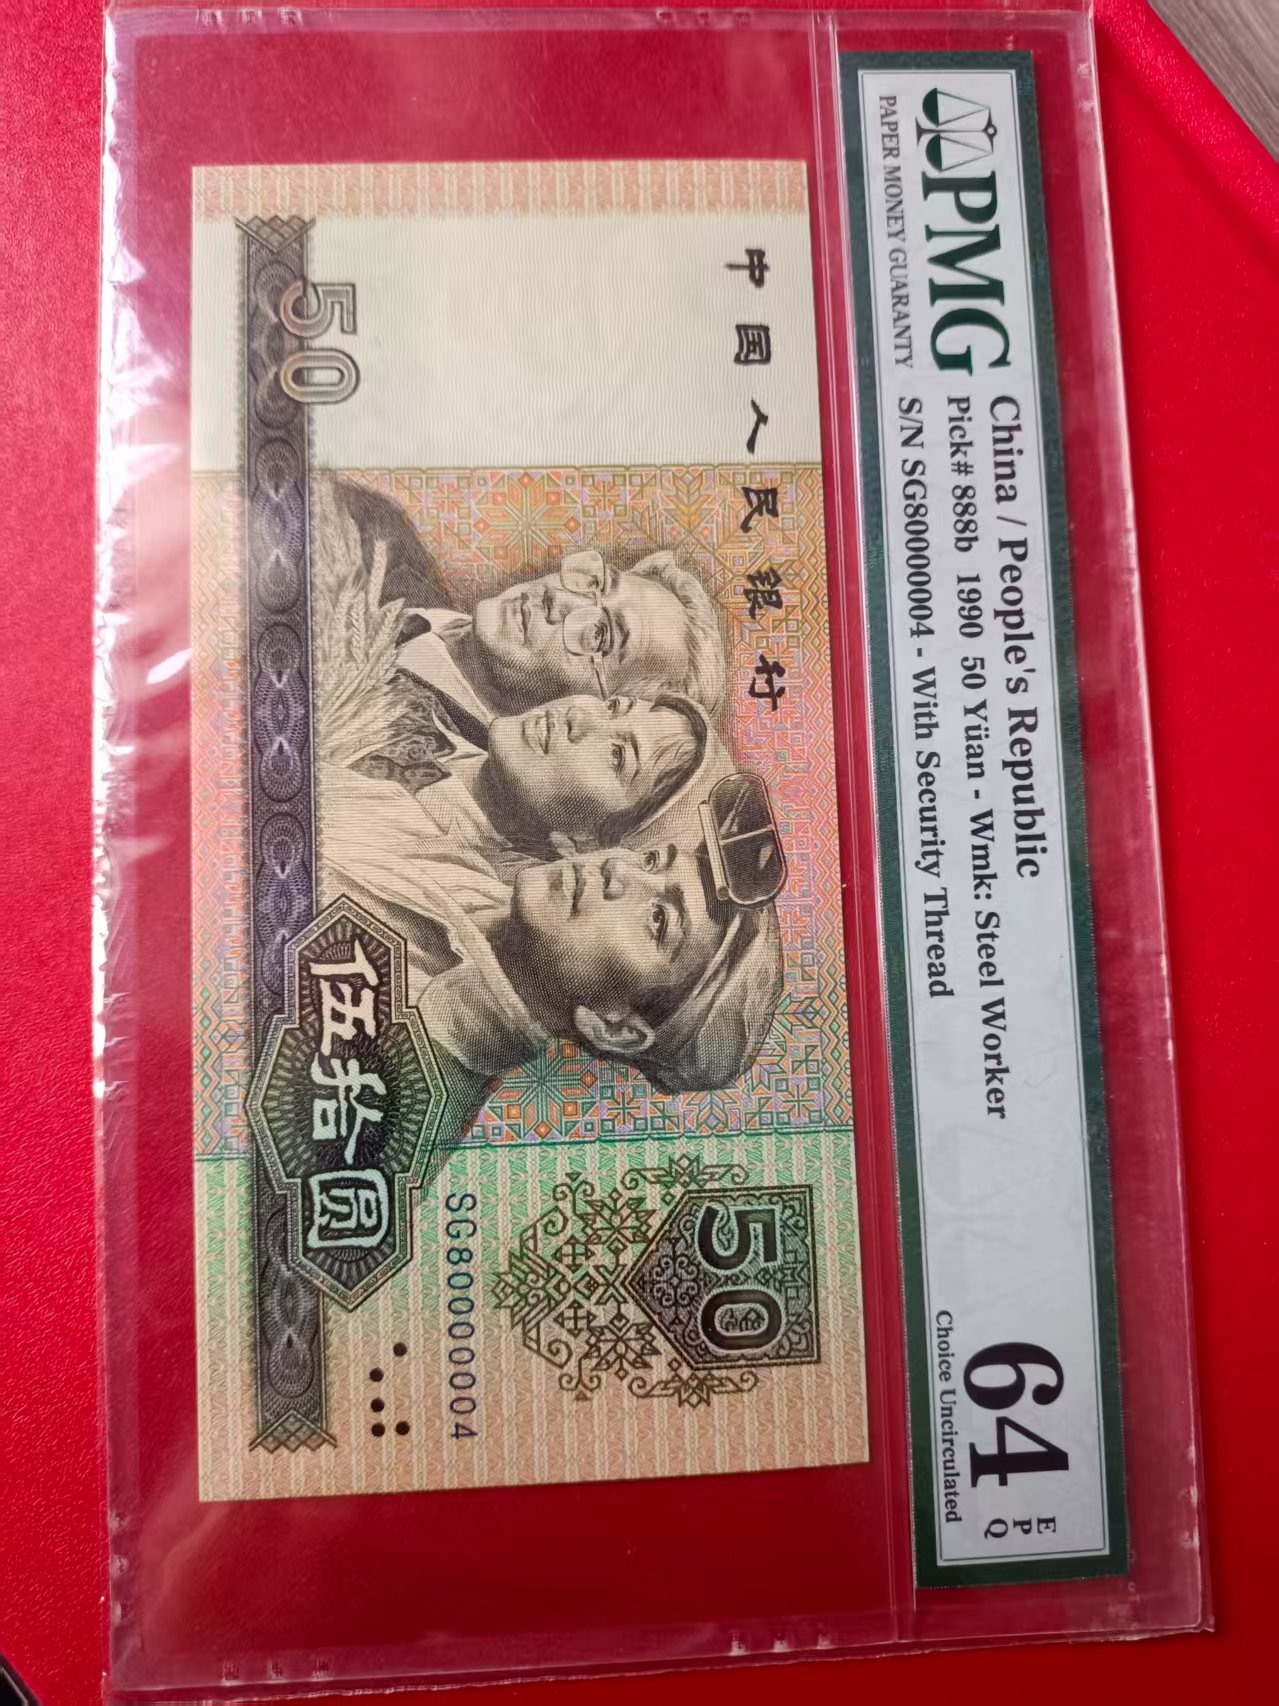 PMG
PAPER MONEY GUARANTY
China / People's Republic
Pick# 888b 1990 50 Yüan - Wmk: Steel Worker
S/N SG80000004 - With Security Thread
64 EPQ
Choice Uncirculated
中国人民银行
50
50
SG80000004
伍拾圆